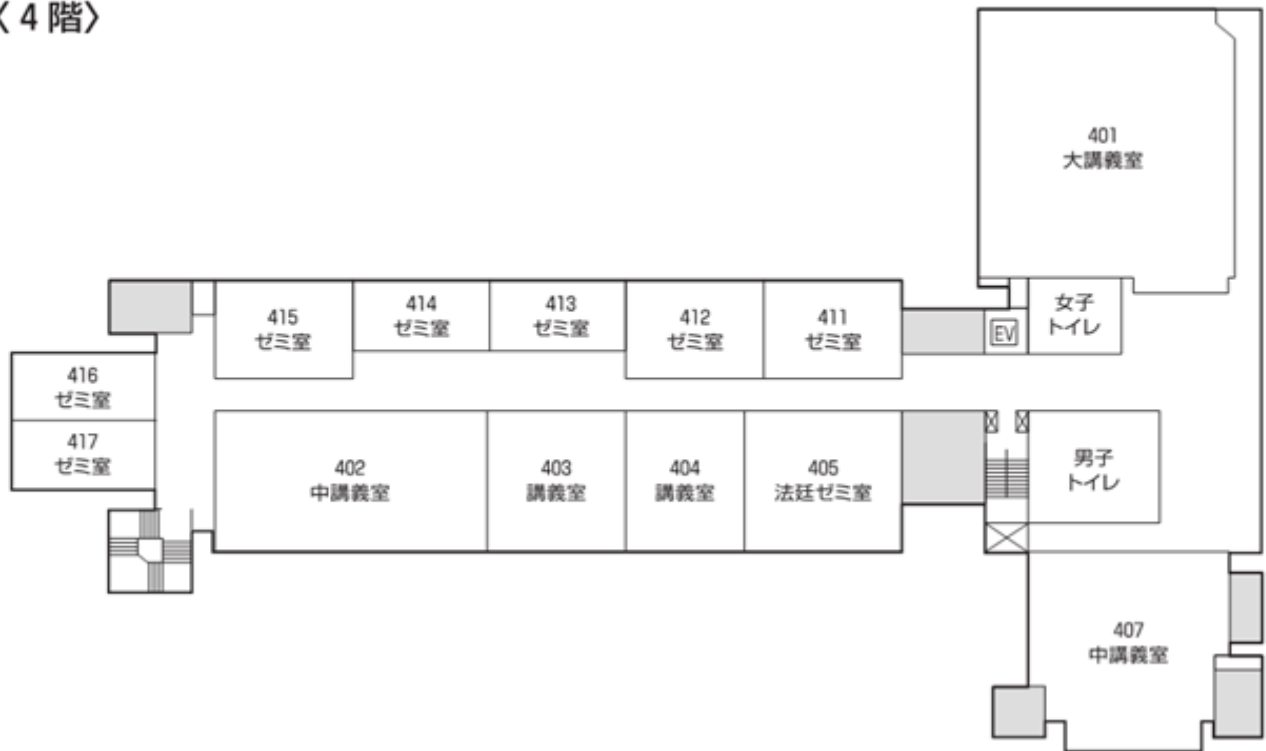 〈 4 階〉
401
大講義室
女子
トイレ
EV
415
ゼミ室
414
ゼミ室
413
ゼミ室
412
ゼミ室
411
ゼミ室
416
ゼミ室
417
ゼミ室
402
中講義室
403
講義室
404
講義室
405
法廷ゼミ室
男子
トイレ
407
中講義室